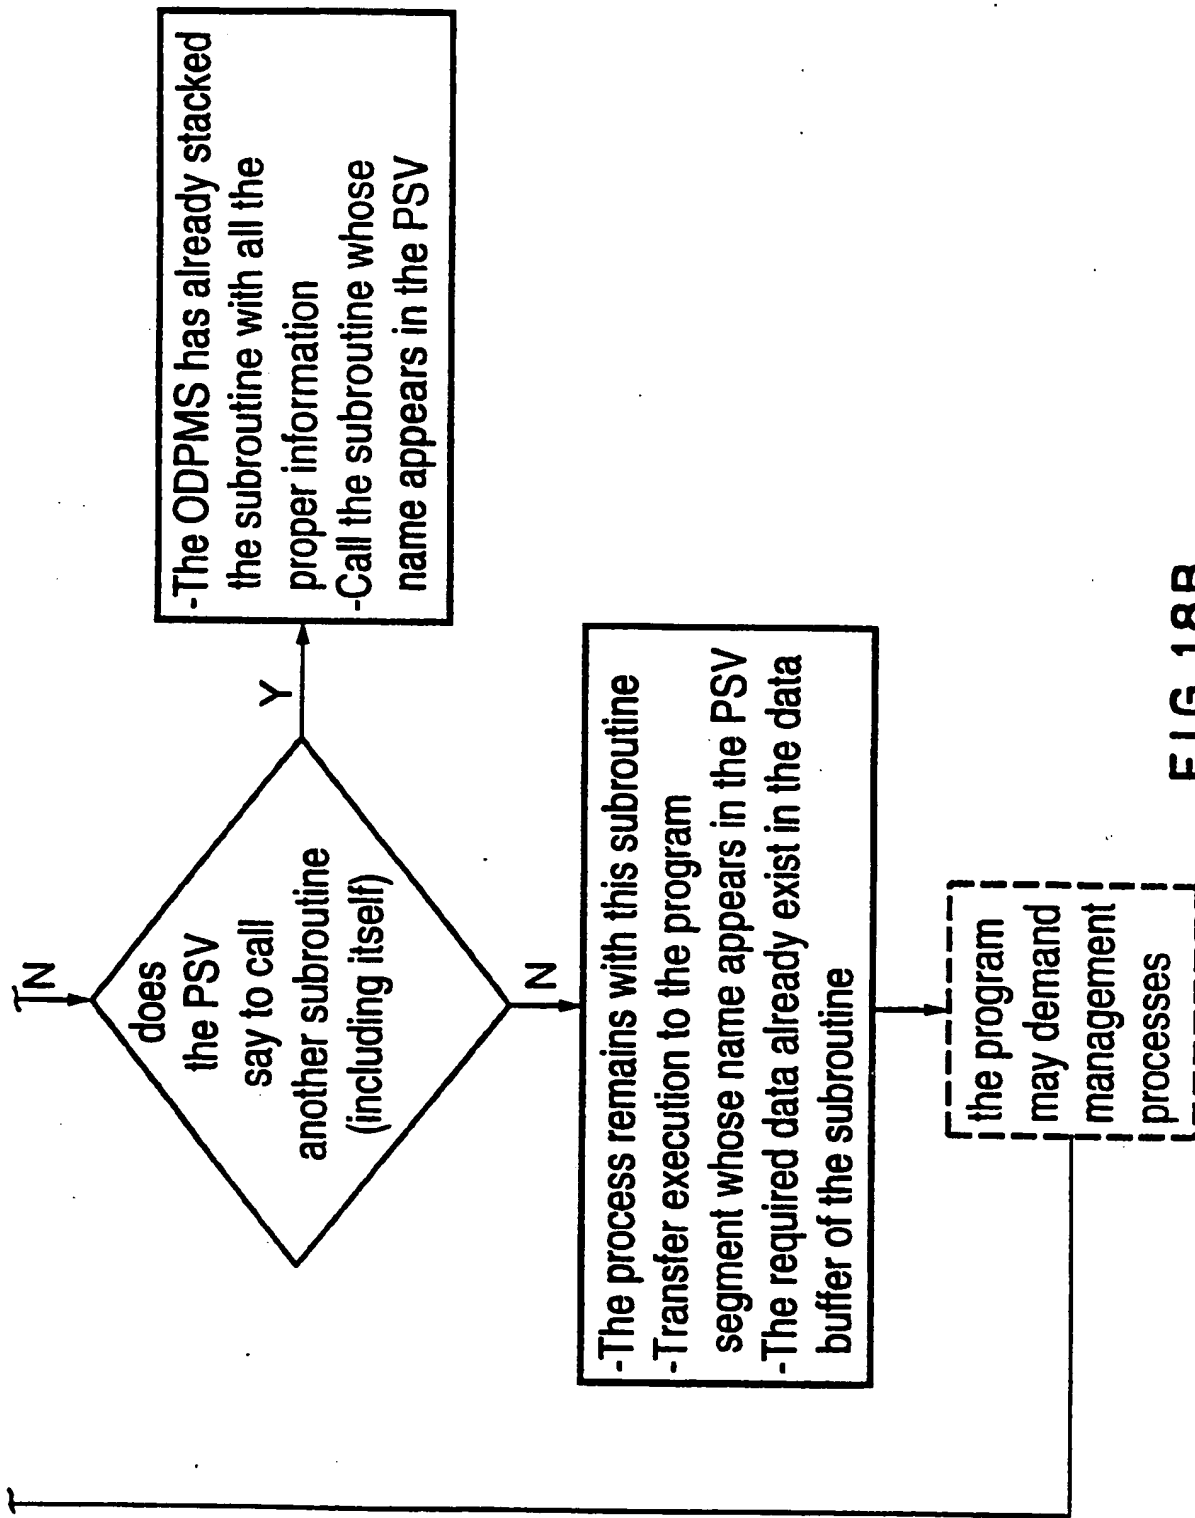 N
does
the PSV
say to call
another subroutine
(including itself)
Y
-The ODPMS has already stacked
the subroutine with all the
proper information
-Call the subroutine whose
name appears in the PSV
N
-The process remains with this subroutine
-Transfer execution to the program
segment whose name appears in the PSV
-The required data already exist in the data
buffer of the subroutine
the program
may demand
management
processes
FIG. 18B